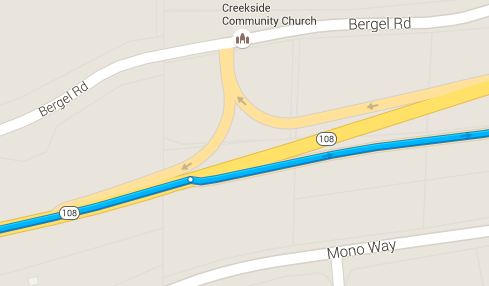 Creekside
Community Church
Bergel Rd
Bergel Rd
108
108
Mono Way